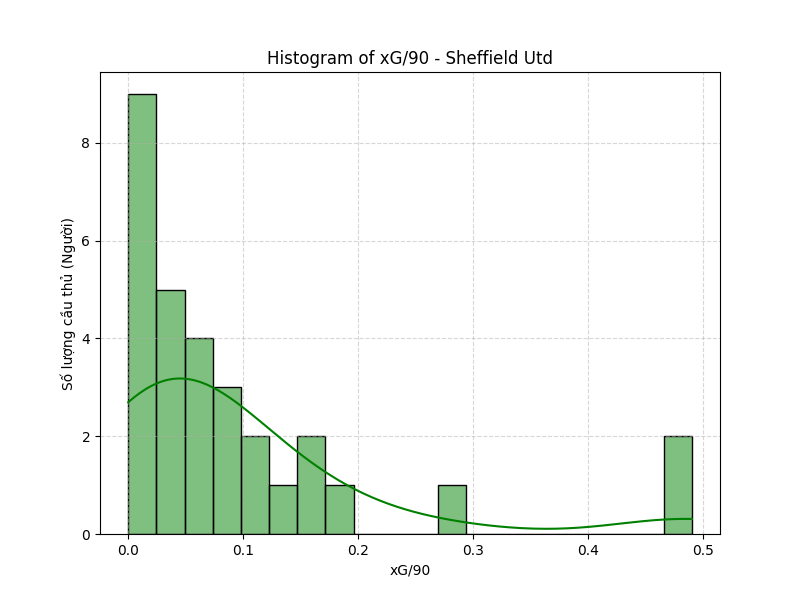 Histogram of xG/90 - Sheffield Utd
Số lượng cầu thủ (Người)
8
6
4
2
0
0.0 0.1 0.2 0.3 0.4 0.5
xG/90